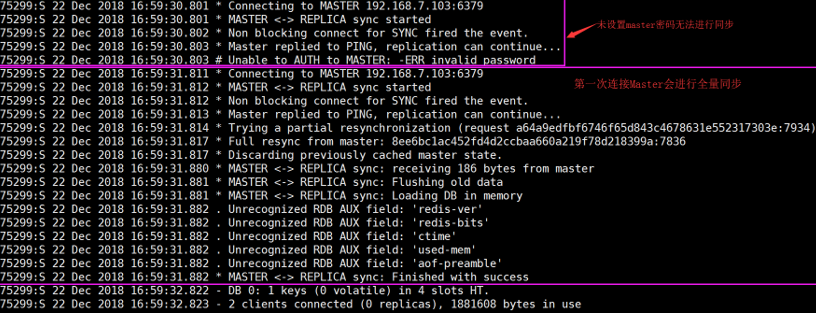 75299:S 22 Dec 2018 16:59:30.801 * Connecting to MASTER 192.168.7.103:6379
75299:S 22 Dec 2018 16:59:30.801 * MASTER <-> REPLICA sync started
75299:S 22 Dec 2018 16:59:30.802 * Non blocking connect for SYNC fired the event.
未设置master密码无法进行同步
75299:S 22 Dec 2018 16:59:30.803 * Master replied to PING, replication can continue...
75299:S 22 Dec 2018 16:59:30.803 # Unable to AUTH to MASTER: -ERR invalid password
75299:S 22 Dec 2018 16:59:31.811 * Connecting to MASTER 192.168.7.103:6379
第一次连接Master会进行全量同步
75299:S 22 Dec 2018 16:59:31.812 * MASTER <-> REPLICA sync started
75299:S 22 Dec 2018 16:59:31.812 * Non blocking connect for SYNC fired the event.
75299:S 22 Dec 2018 16:59:31.813 * Master replied to PING, replication can continue...
75299:S 22 Dec 2018 16:59:31.814 * Trying a partial resynchronization (request a64a9edfbf6746f65d843c4678631e552317303e:7934)
75299:S 22 Dec 2018 16:59:31.817 * Full resync from master: 8ee6bc1ac452fd4d2ccbaa660a219f78d218399a:7836
75299:S 22 Dec 2018 16:59:31.817 * Discarding previously cached master state.
75299:S 22 Dec 2018 16:59:31.880 * MASTER <-> REPLICA sync: receiving 186 bytes from master
75299:S 22 Dec 2018 16:59:31.881 * MASTER <-> REPLICA sync: Flushing old data
75299:S 22 Dec 2018 16:59:31.881 * MASTER <-> REPLICA sync: Loading DB in memory
75299:S 22 Dec 2018 16:59:31.882 . Unrecognized RDB AUX field: 'redis-ver'
75299:S 22 Dec 2018 16:59:31.882 . Unrecognized RDB AUX field: 'redis-bits'
75299:S 22 Dec 2018 16:59:31.882 . Unrecognized RDB AUX field: 'ctime'
75299:S 22 Dec 2018 16:59:31.882 . Unrecognized RDB AUX field: 'used-mem'
75299:S 22 Dec 2018 16:59:31.882 . Unrecognized RDB AUX field: 'aof-preamble'
75299:S 22 Dec 2018 16:59:31.882 * MASTER <-> REPLICA sync: Finished with success
75299:S 22 Dec 2018 16:59:32.822 - DB 0: 1 keys (0 volatile) in 4 slots HT.
75299:S 22 Dec 2018 16:59:32.823 - 2 clients connected (0 replicas), 1881608 bytes in use